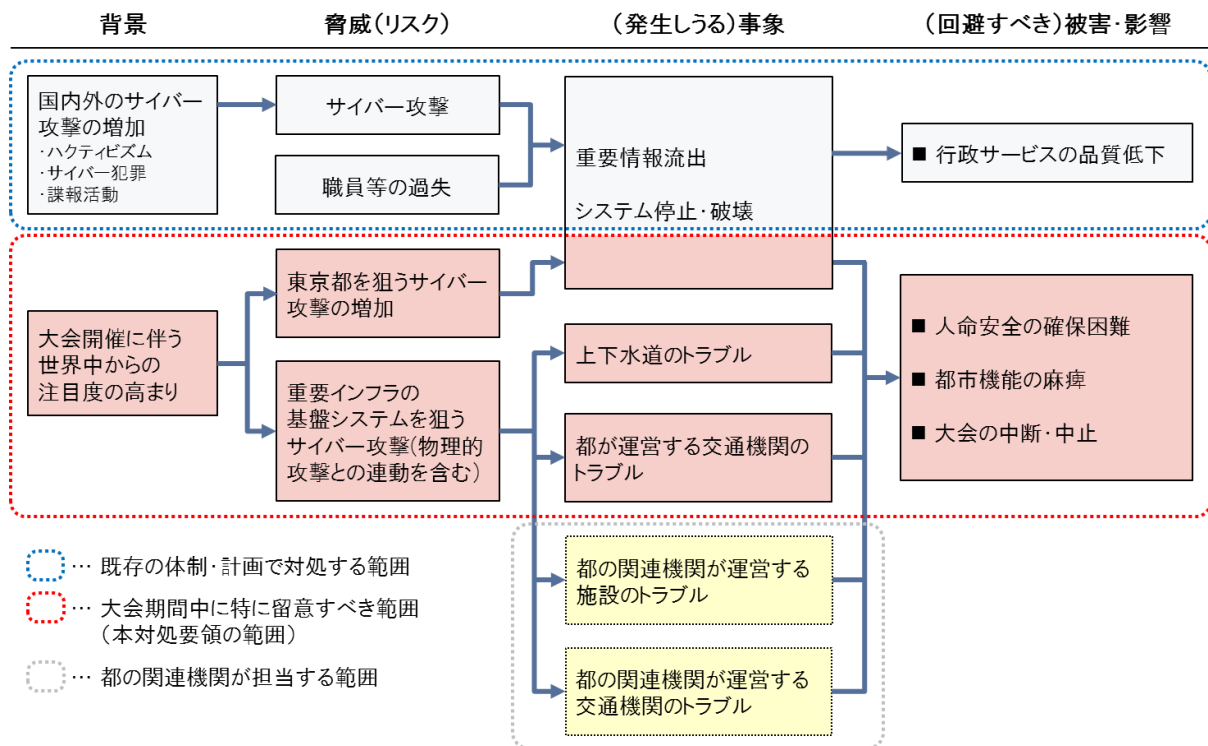 背景
脅威(リスク)
(発生しうる)事象
(回避すべき)被害・影響
国内外のサイバー
攻撃の増加
・ハクティビズム
・サイバー犯罪
・諜報活動
サイバー攻撃
職員等の過失
重要情報流出
システム停止・破壊
■ 行政サービスの品質低下
大会開催に伴う
世界中からの
注目度の高まり
東京都を狙うサイバー
攻撃の増加
重要インフラの
基盤システムを狙う
サイバー攻撃(物理的
攻撃との連動を含む)
上下水道のトラブル
都が運営する交通機関の
トラブル
■ 人命安全の確保困難
■ 都市機能の麻痺
■ 大会の中断・中止
都の関連機関が運営する
施設のトラブル
都の関連機関が運営する
交通機関のトラブル
… 既存の体制・計画で対処する範囲
… 大会期間中に特に留意すべき範囲
(本対処要領の範囲)
… 都の関連機関が担当する範囲